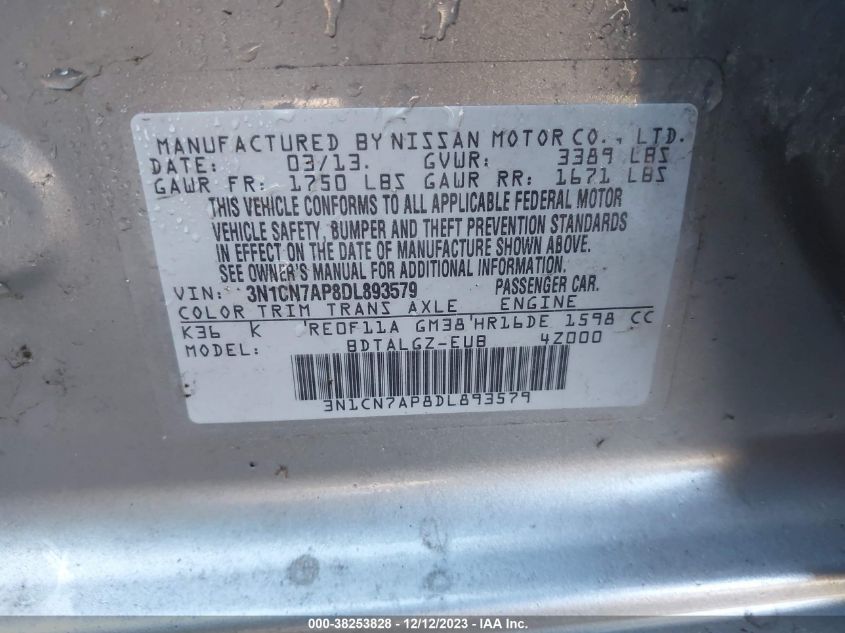 MANUFACTURED BY NISSAN MOTOR CO., LTD.
DATE: 03/13. GVWR: 3389 LBS
GAWR FR: 1750 LBS GAWR RR: 1671 LBS
THIS VEHICLE CONFORMS TO ALL APPLICABLE FEDERAL MOTOR
VEHICLE SAFETY, BUMPER AND THEFT PREVENTION STANDARDS
IN EFFECT ON THE DATE OF MANUFACTURE SHOWN ABOVE.
SEE OWNER'S MANUAL FOR ADDITIONAL INFORMATION.
VIN: 3N1CN7AP8DL893579 PASSENGER CAR.
COLOR TRIM TRANS AXLE ENGINE
K36 K RE0F11A GM38 HR16DE 1598 CC
MODEL: BDTALGZ-EUB 4Z000
3N1CN7AP8DL893579
000-38253828 - 12/12/2023 - IAA Inc.